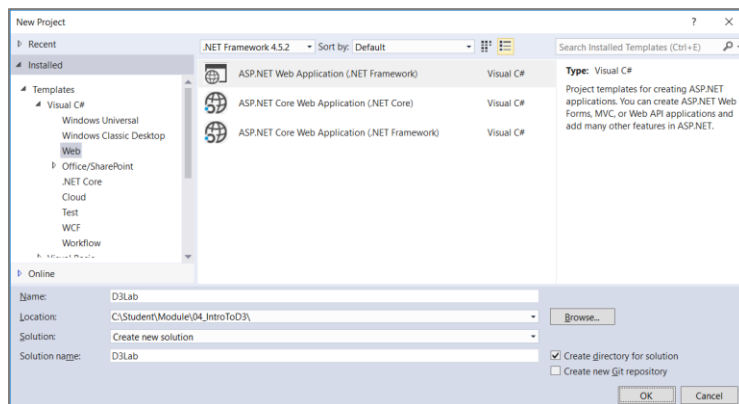 New Project
? ×
Recent
.NET Framework 4.5.2 Sort by: Default
Search Installed Templates (Ctrl+E)
Installed
Templates
Visual C#
Windows Universal
Windows Classic Desktop
Web
Office/SharePoint
.NET Core
Cloud
Test
WCF
Workflow
Visual Basic
Online
ASP.NET Web Application (.NET Framework) Visual C#
ASP.NET Core Web Application (.NET Core) Visual C#
ASP.NET Core Web Application (.NET Framework) Visual C#
Type: Visual C#
Project templates for creating ASP.NET
applications. You can create ASP.NET Web
Forms, MVC, or Web API applications and
add many other features in ASP.NET.
Name: D3Lab
Location: C:\Student\Module\04_IntroToD3\
Browse...
Solution: Create new solution
Solution name: D3Lab
Create directory for solution
Create new Git repository
OK Cancel